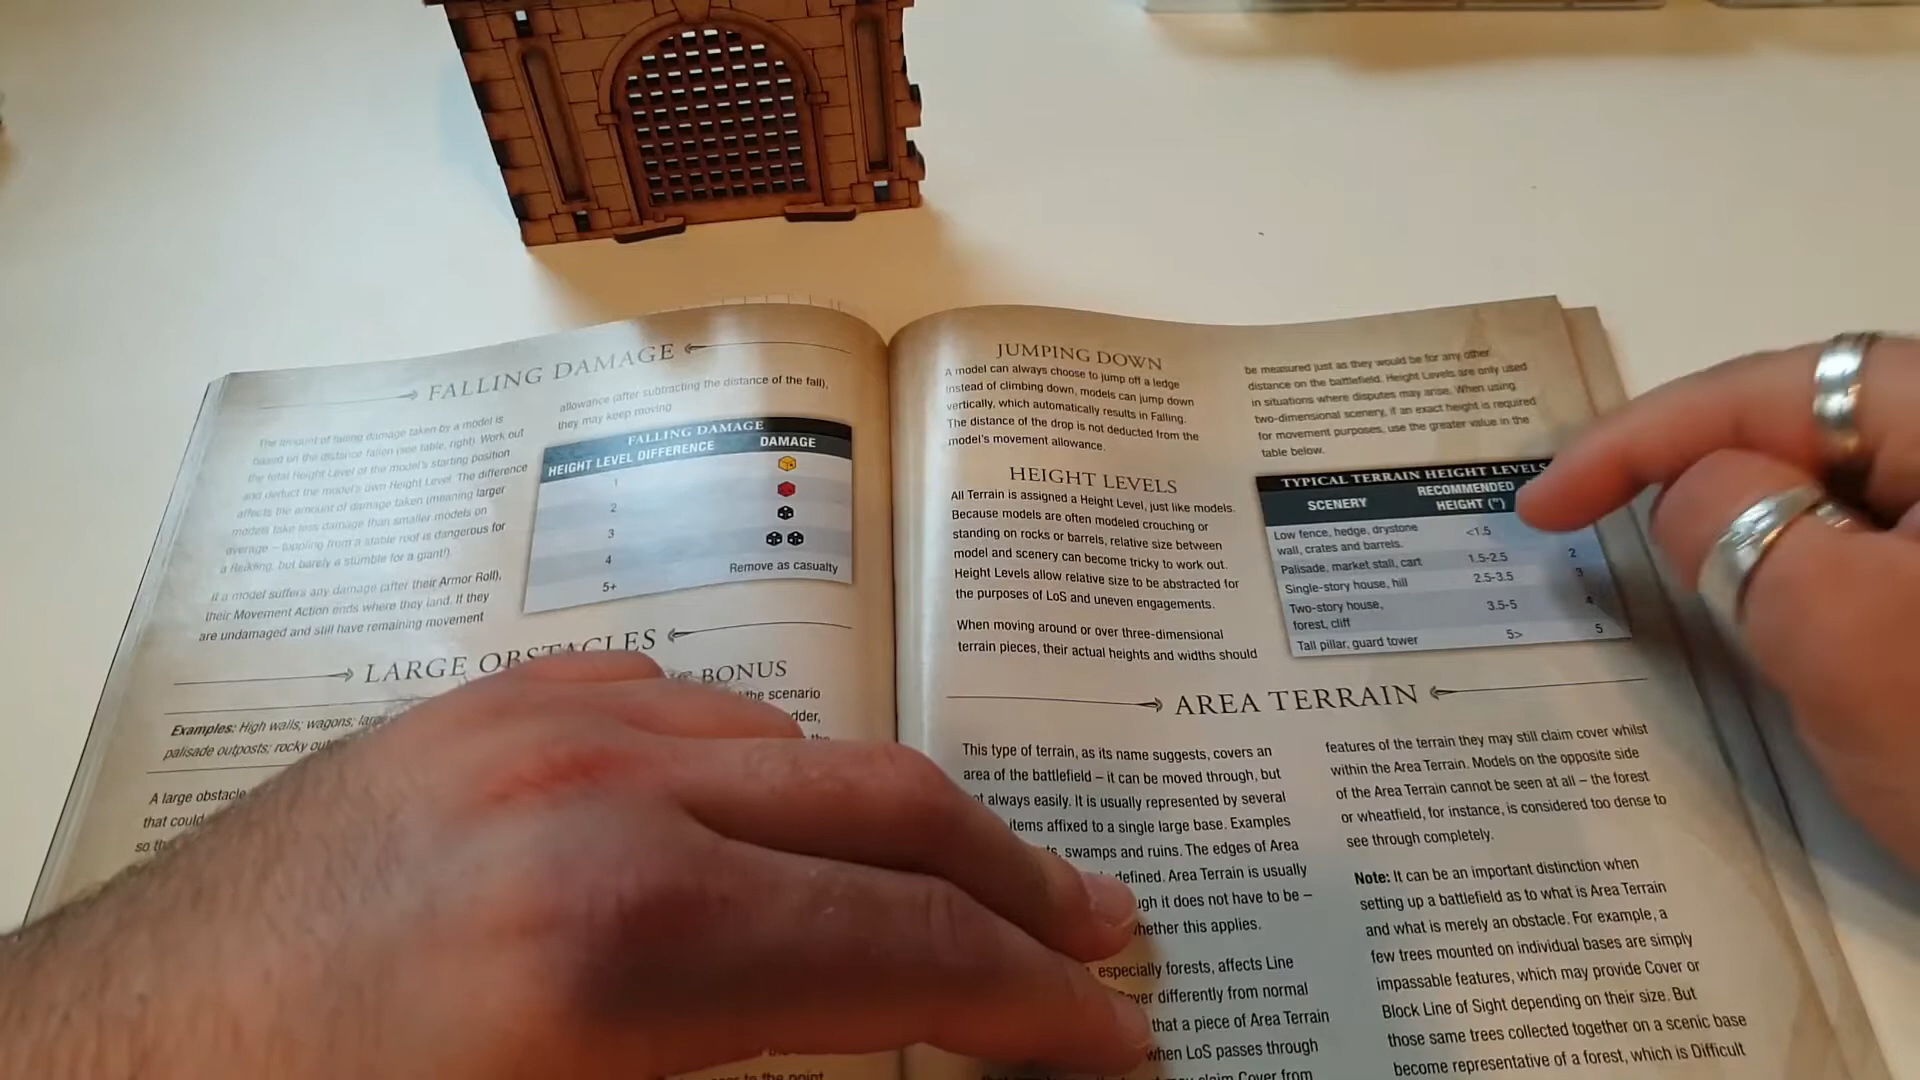 FALLING DAMAGE
The amount of falling damage taken by a model is
based on the distance fallen (see table, right). Work out
the total Height Level of the model's starting position
and deduct the model's own Height Level. The difference
affects the amount of damage taken (meaning larger
models take less damage than smaller models on
average – toppling from a stable roof is dangerous for
a Redking, but barely a stumble for a giant!).
If a model suffers any damage (after their Armor Roll),
their Movement Action ends where they land. If they
are undamaged and still have remaining movement
allowance (after subtracting the distance of the fall),
they may keep moving
FALLING DAMAGE
HEIGHT LEVEL DIFFERENCE DAMAGE
1
2
3
4
5+ Remove as casualty
LARGE OBSTACLES
BONUS
the scenario
dder,
the
Examples: High walls; wagons; large
palisade outposts; rocky out
A large obstacle
that could
so th
to the point
JUMPING DOWN
A model can always choose to jump off a ledge
instead of climbing down, models can jump down
vertically, which automatically results in Falling.
The distance of the drop is not deducted from the
model's movement allowance.
HEIGHT LEVELS
All Terrain is assigned a Height Level, just like models.
Because models are often modeled crouching or
standing on rocks or barrels, relative size between
model and scenery can become tricky to work out.
Height Levels allow relative size to be abstracted for
the purposes of LoS and uneven engagements.
When moving around or over three-dimensional
terrain pieces, their actual heights and widths should
be measured just as they would be for any other
distance on the battlefield. Height Levels are only used
in situations where disputes may arise. When using
two-dimensional scenery, if an exact height is required
for movement purposes, use the greater value in the
table below.
TYPICAL TERRAIN HEIGHT LEVELS
SCENERY RECOMMENDED
HEIGHT (")
Low fence, hedge, drystone
wall, crates and barrels. <1.5
Palisade, market stall, cart 1.5-2.5 2
Single-story house, hill 2.5-3.5 3
Two-story house,
forest, cliff 3.5-5 4
Tall pillar, guard tower 5> 5
AREA TERRAIN
This type of terrain, as its name suggests, covers an
area of the battlefield – it can be moved through, but
not always easily. It is usually represented by several
items affixed to a single large base. Examples
swamps and ruins. The edges of Area
defined. Area Terrain is usually
ugh it does not have to be –
whether this applies.
especially forests, affects Line
over differently from normal
that a piece of Area Terrain
when LoS passes through
claim Cover from
features of the terrain they may still claim cover whilst
within the Area Terrain. Models on the opposite side
of the Area Terrain cannot be seen at all – the forest
or wheatfield, for instance, is considered too dense to
see through completely.
Note: It can be an important distinction when
setting up a battlefield as to what is Area Terrain
and what is merely an obstacle. For example, a
few trees mounted on individual bases are simply
impassable features, which may provide Cover or
Block Line of Sight depending on their size. But
those same trees collected together on a scenic base
become representative of a forest, which is Difficult